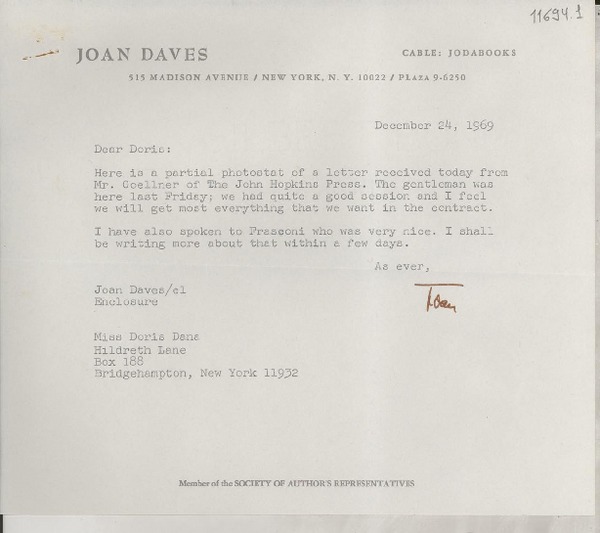 11694.1
JOAN DAVES
CABLE: JODABOOKS
515 MADISON AVENUE / NEW YORK, N. Y. 10022 / PLAZA 9-6250
December 24, 1969
Dear Doris:
Here is a partial photostat of a letter received today from
Mr. Goellner of The John Hopkins Press. The gentleman was
here last Friday; we had quite a good session and I feel
we will get most everything that we want in the contract.
I have also spoken to Frasconi who was very nice. I shall
be writing more about that within a few days.
As ever,
Joan
Joan Daves/el
Enclosure
Miss Doris Dana
Hildreth Lane
Box 188
Bridgehampton, New York 11932
Member of the SOCIETY OF AUTHOR'S REPRESENTATIVES